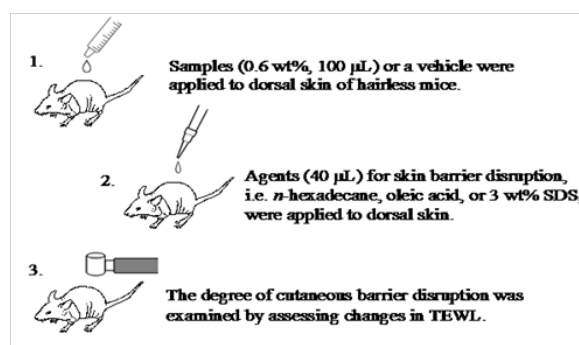 1.
Samples (0.6 wt%, 100 μL) or a vehicle were
applied to dorsal skin of hairless mice.
2.
Agents (40 μL) for skin barrier disruption,
i.e. n-hexadecane, oleic acid, or 3 wt% SDS,
were applied to dorsal skin.
3.
The degree of cutaneous barrier disruption was
examined by assessing changes in TEWL.